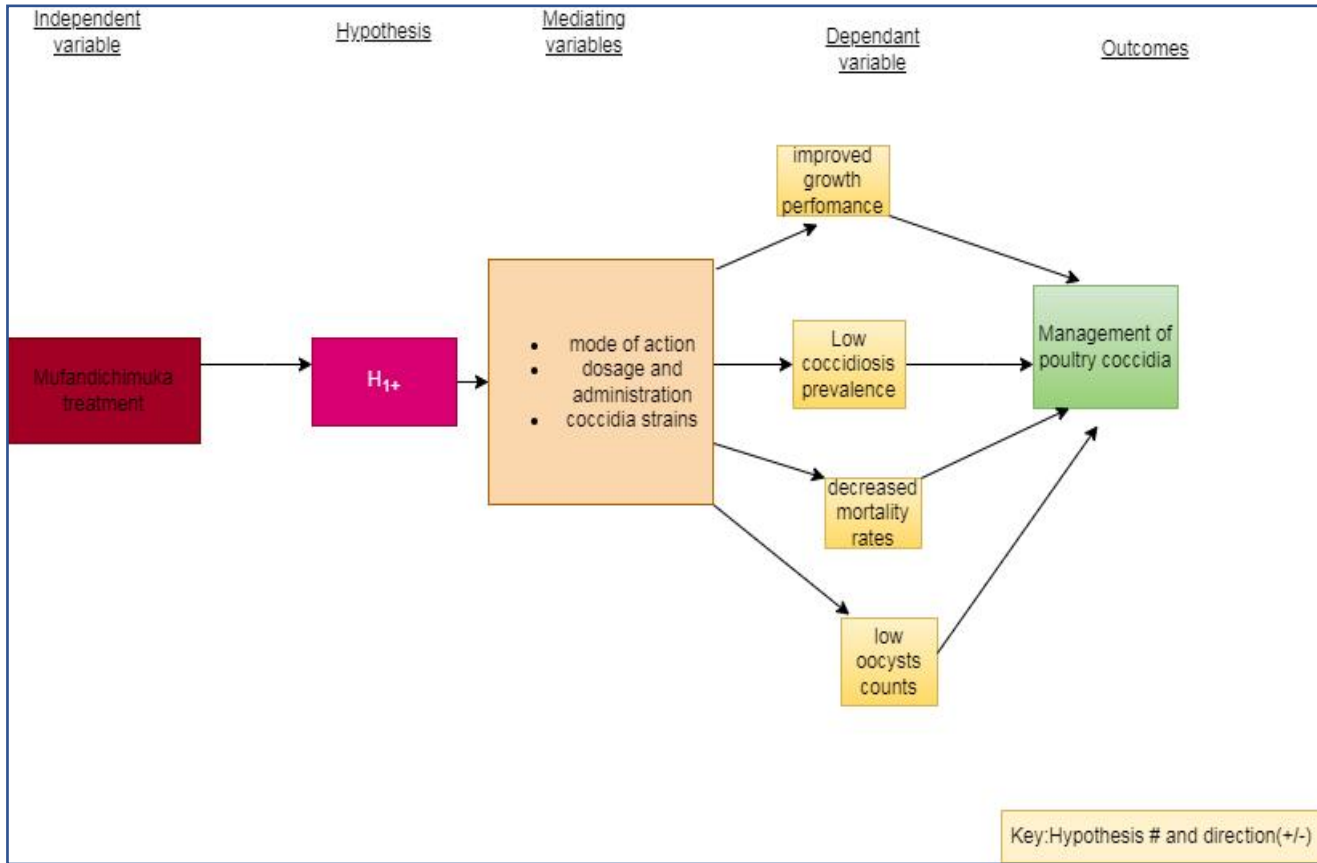 Independent
variable
Hypothesis
Mediating
variables
Dependant
variable
Outcomes
Mufandichimuka
treatment
H1+
• mode of action
• dosage and
administration
• coccidia strains
improved
growth
perfomance
Low
coccidiosis
prevalence
decreased
mortality
rates
low
oocysts
counts
Management of
poultry coccidia
Key:Hypothesis # and direction(+/-)